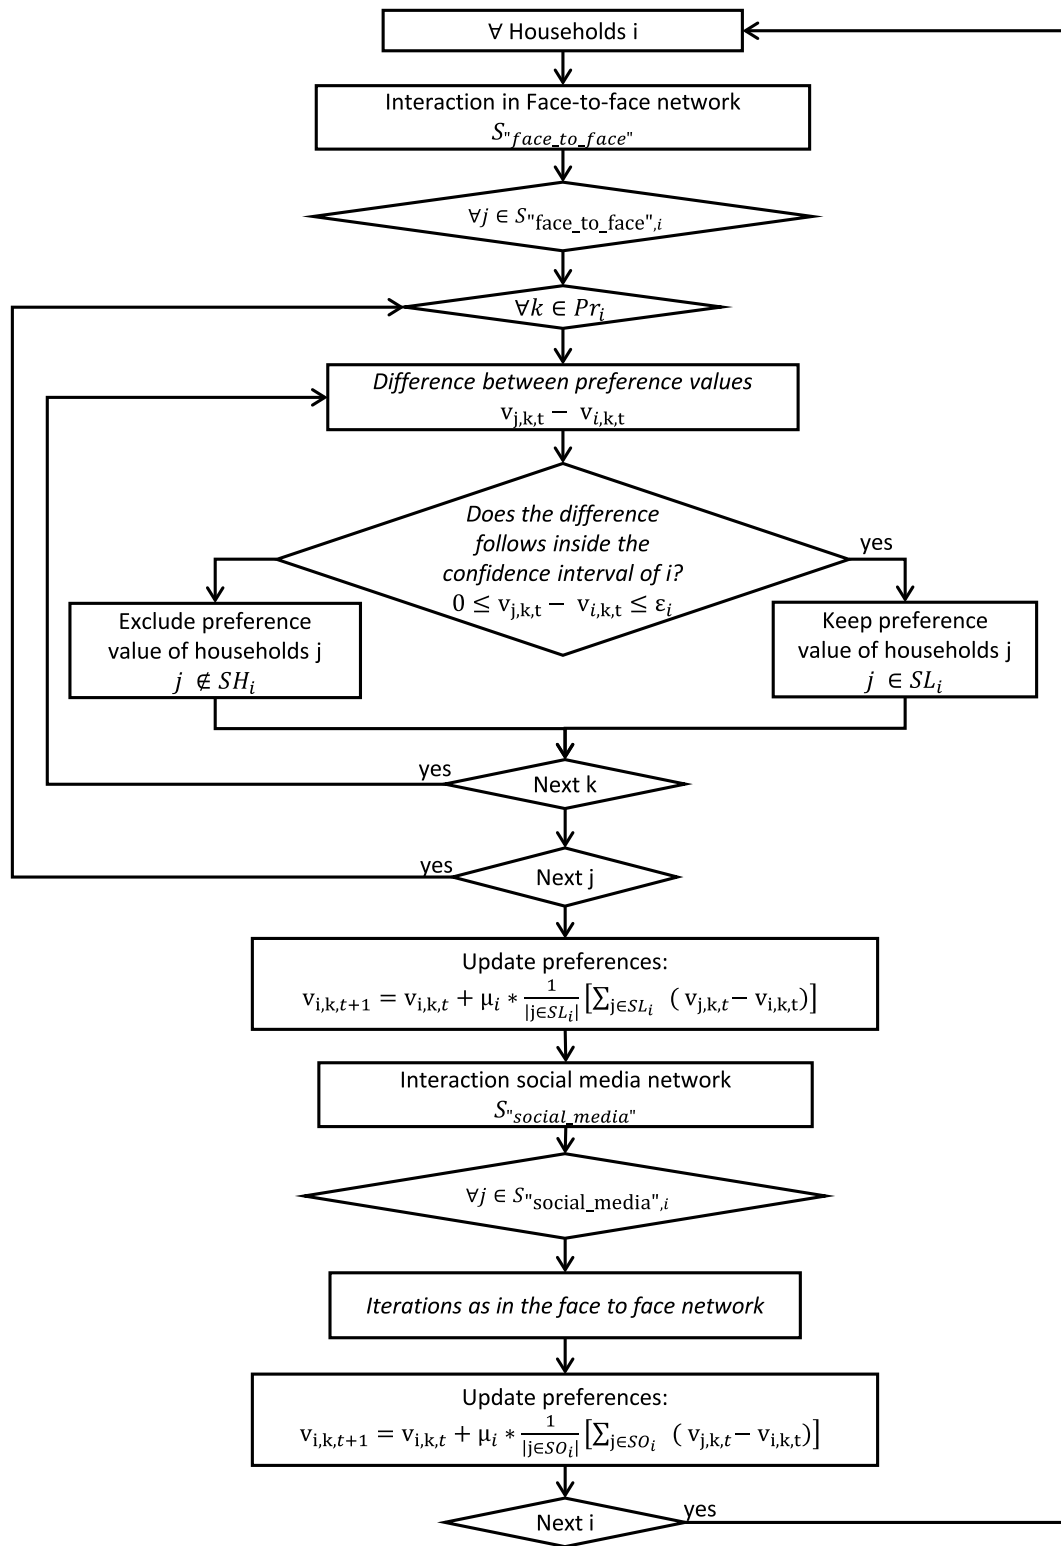 ∀ Households i
Interaction in Face-to-face network
S"face_to_face"
∀j ∈ S"face_to_face",i
∀k ∈ Pri
Difference between preference values
vj,k,t − vi,k,t
Does the difference
follows inside the
confidence interval of i?
0 ≤ vj,k,t − vi,k,t ≤ εi
yes
Exclude preference
value of households j
j ∉ SHi
Keep preference
value of households j
j ∈ SLi
yes
Next k
yes
Next j
Update preferences:
vi,k,t+1 = vi,k,t + μi * 1/|j∈SLi| [∑j∈SLi ( vj,k,t − vi,k,t)]
Interaction social media network
S"social_media"
∀j ∈ S"social_media",i
Iterations as in the face to face network
Update preferences:
vi,k,t+1 = vi,k,t + μi * 1/|j∈SOi| [∑j∈SOi ( vj,k,t − vi,k,t)]
Next i
yes